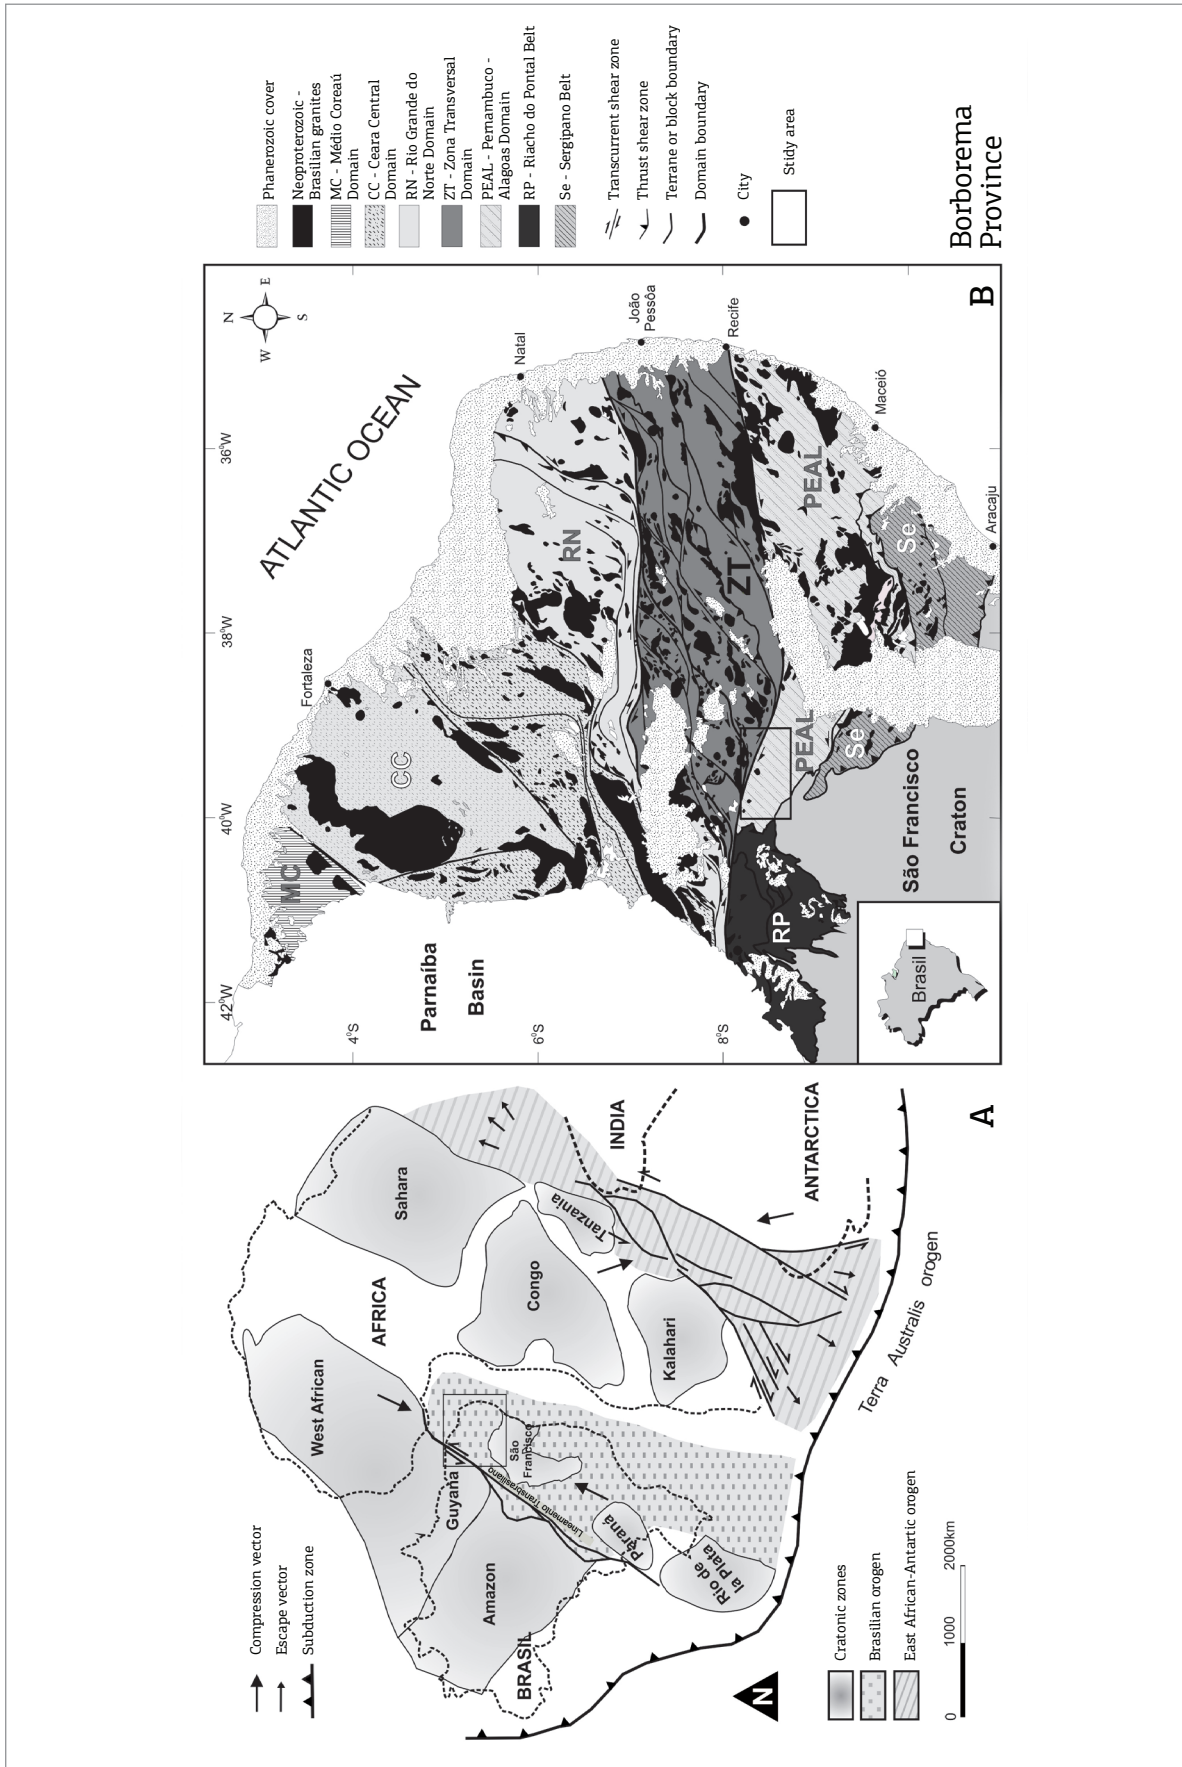 Compression vector
Escape vector
Subduction zone
West African
AFRICA
Sahara
Guyana
Amazon
BRASIL
Lineamento Transbrasiliano
São
Francisco
Congo
Tanzania
Paraná
Rio de
la Plata
Kalahari
INDIA
ANTARCTICA
Terra Australis orogen
N
Cratonic zones
Brasilian orogen
East African-Antartic orogen
0
1000
2000km
A
42°W
40°W
38°W
36°W
4°S
6°S
8°S
ATLANTIC OCEAN
N
W
E
S
Fortaleza
Natal
João
Pessôa
Recife
Maceió
Aracaju
MC
CC
RN
ZT
PEAL
PEAL
Se
Se
RP
Parnaíba
Basin
São Francisco
Craton
Brasil
B
Phanerozoic cover
Neoproterozoic -
Brasilian granites
MC - Médio Coreaú
Domain
CC - Ceara Central
Domain
RN - Rio Grande do
Norte Domain
ZT - Zona Transversal
Domain
PEAL - Pernambuco -
Alagoas Domain
RP - Riacho do Pontal Belt
Se - Sergipano Belt
Transcurrent shear zone
Thrust shear zone
Terrane or block boundary
Domain boundary
City
Stidy area
Borborema
Province